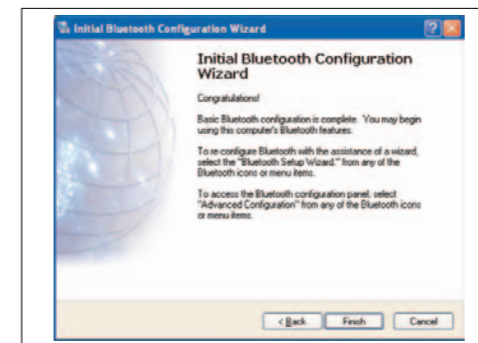 Initial Bluetooth Configuration Wizard
Initial Bluetooth Configuration
Wizard
Congratulations!
Basic Bluetooth configuration is complete. You may begin
using this computer's Bluetooth features.
To re-configure Bluetooth with the assistance of a wizard,
select the "Bluetooth Setup Wizard." from any of the
Bluetooth icons or menu items.
To access the Bluetooth configuration panel, select
"Advanced Configuration" from any of the Bluetooth icons
or menu items.
< Back Finish Cancel